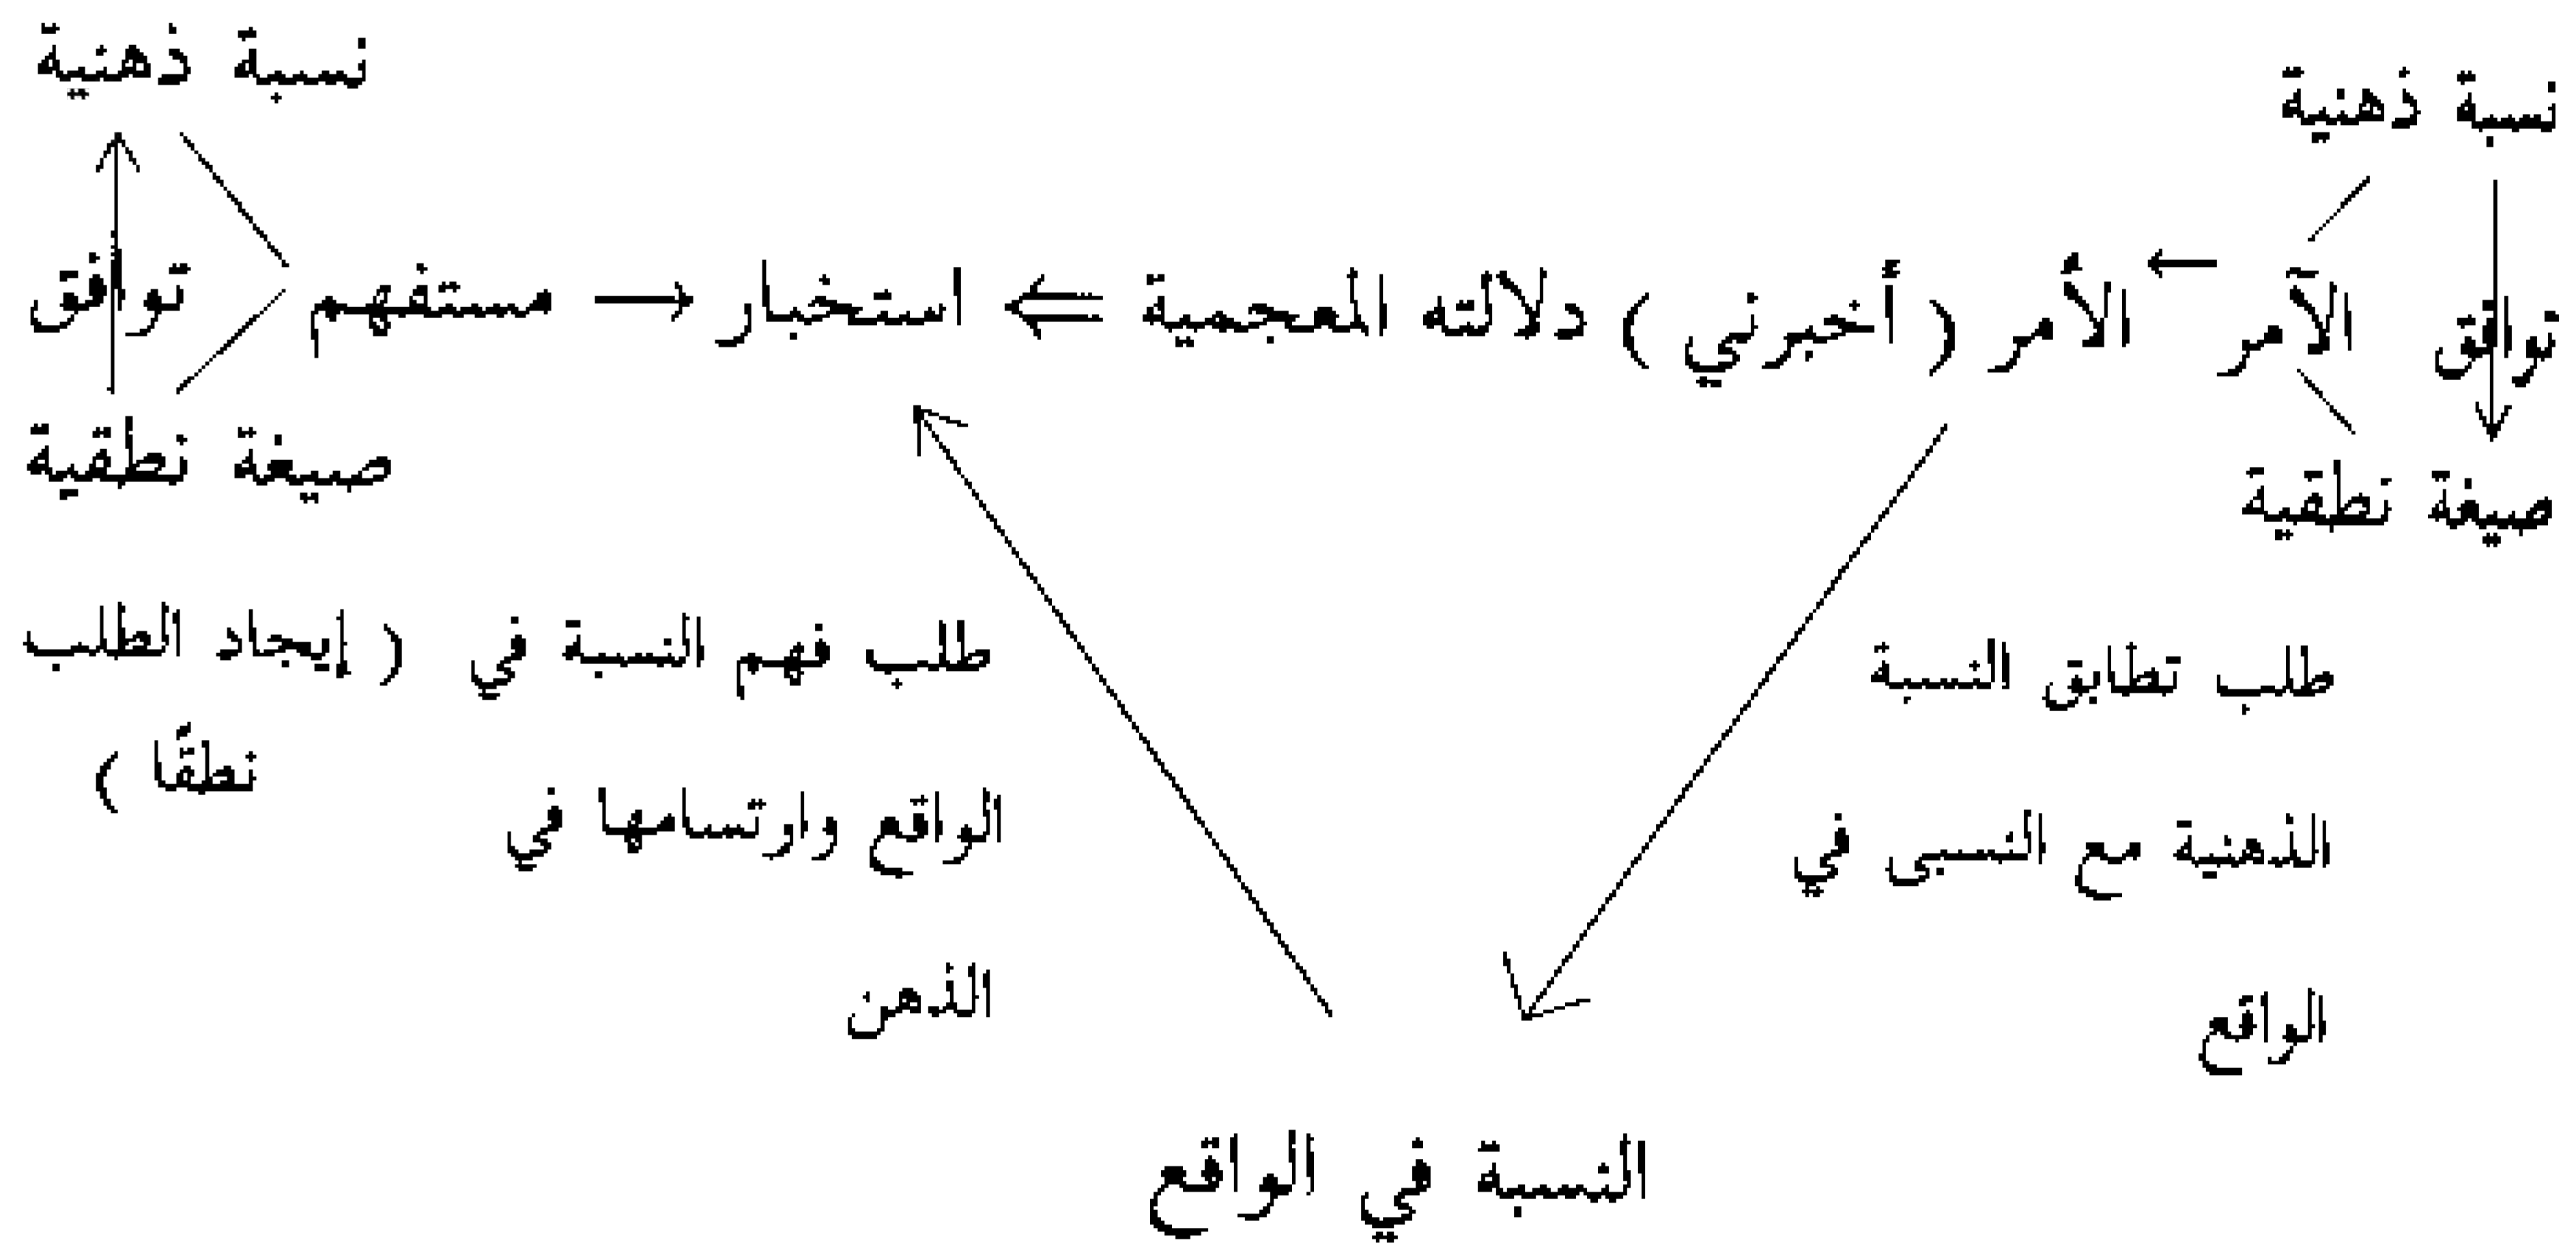 نسبة ذهنية
نسبة ذهنية
توافق
الآمر ← الأمر ( أخبرني ) دلالته المعجمية ⇐ استخبار → مستفهم
توافق
صيغة نطقية
صيغة نطقية
طلب تطابق النسبة
الذهنية مع النسبى في
الواقع
طلب فهم النسبة في
الواقع وارتسامها في
الذهن
( إيجاد الطلب
نطقًا )
النسبة في الواقع